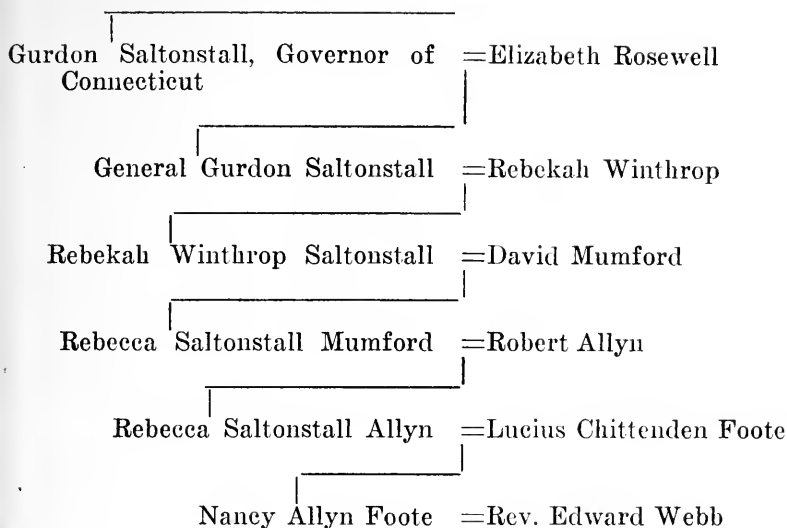 Gurdon Saltonstall, Governor of =Elizabeth Rosewell
Connecticut
General Gurdon Saltonstall =Rebekah Winthrop
Rebekah Winthrop Saltonstall =David Mumford
Rebecca Saltonstall Mumford =Robert Allyn
Rebecca Saltonstall Allyn =Lucius Chittenden Foote
Nancy Allyn Foote =Rev. Edward Webb